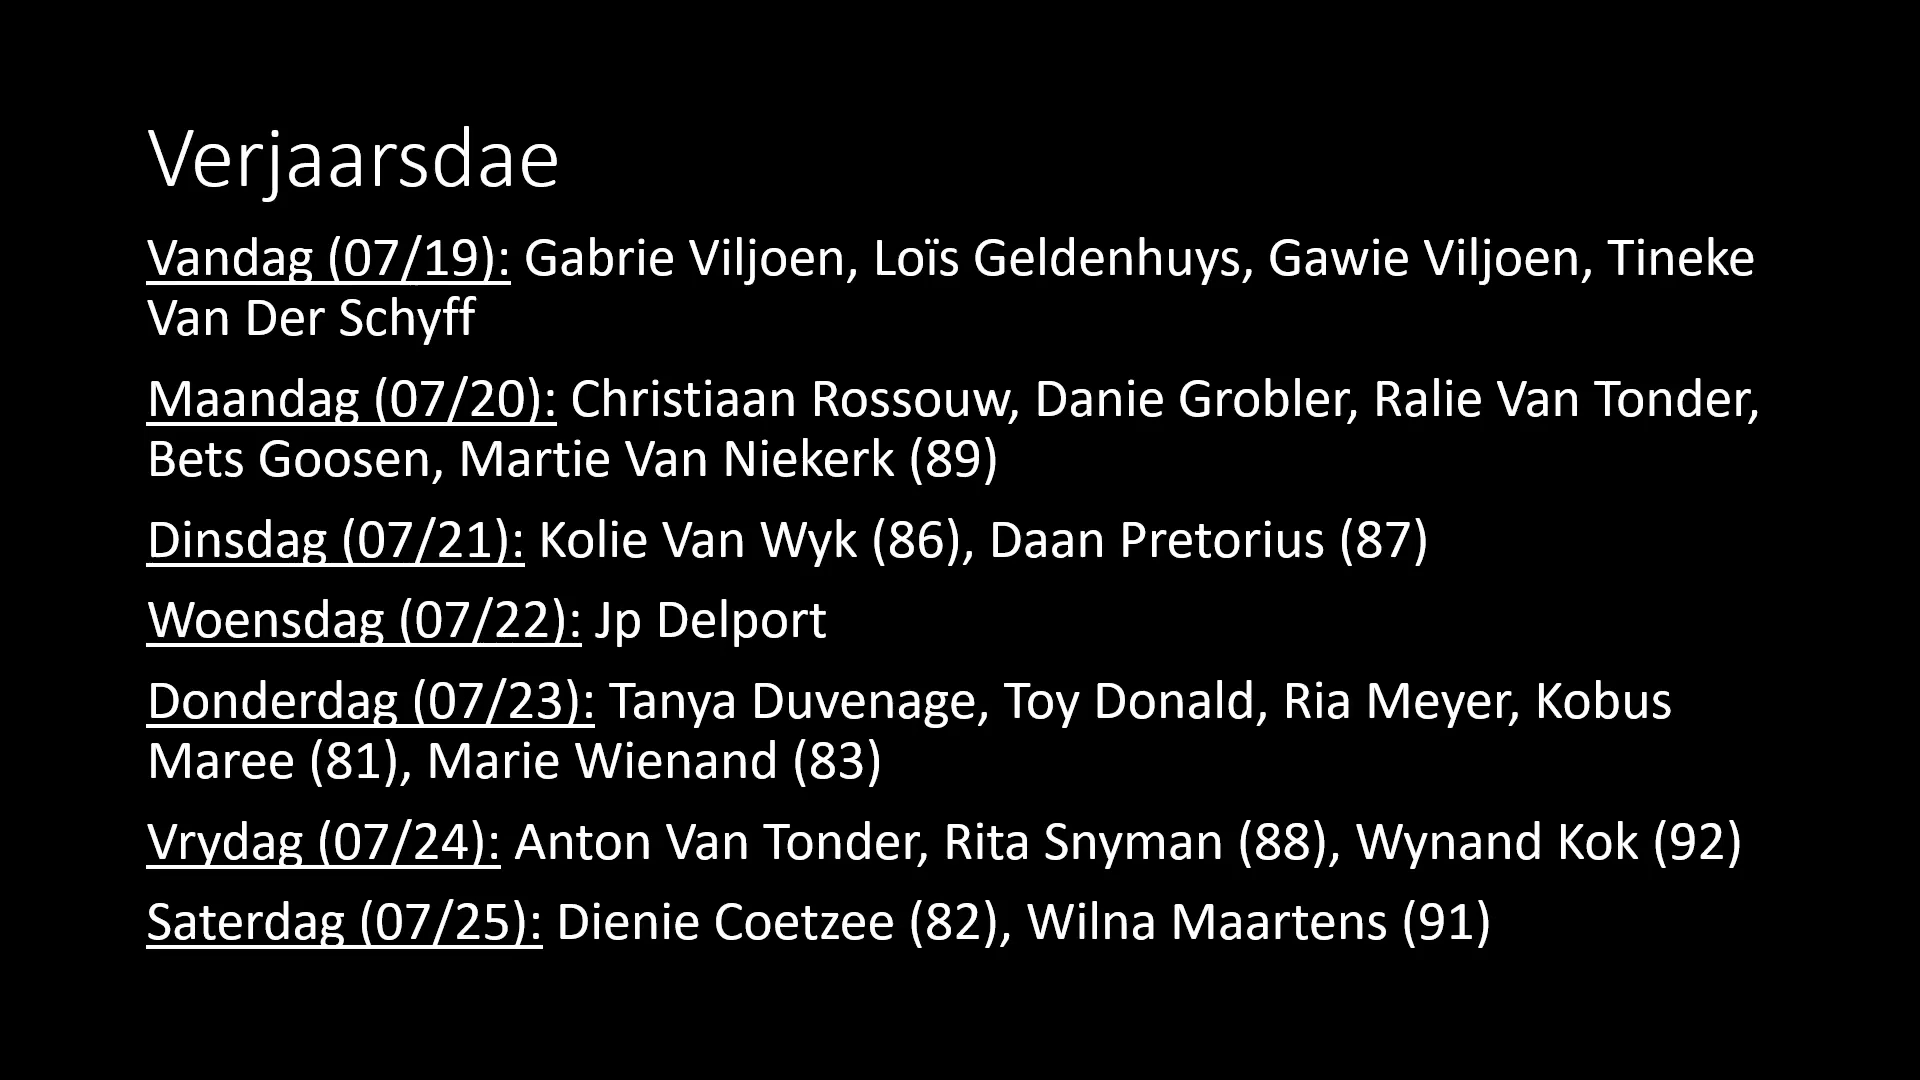 Verjaarsdae
Vandag (07/19): Gabrie Viljoen, Loïs Geldenhuys, Gawie Viljoen, Tineke
Van Der Schyff
Maandag (07/20): Christiaan Rossouw, Danie Grobler, Ralie Van Tonder,
Bets Goosen, Martie Van Niekerk (89)
Dinsdag (07/21): Kolie Van Wyk (86), Daan Pretorius (87)
Woensdag (07/22): Jp Delport
Donderdag (07/23): Tanya Duvenage, Toy Donald, Ria Meyer, Kobus
Maree (81), Marie Wienand (83)
Vrydag (07/24): Anton Van Tonder, Rita Snyman (88), Wynand Kok (92)
Saterdag (07/25): Dienie Coetzee (82), Wilna Maartens (91)